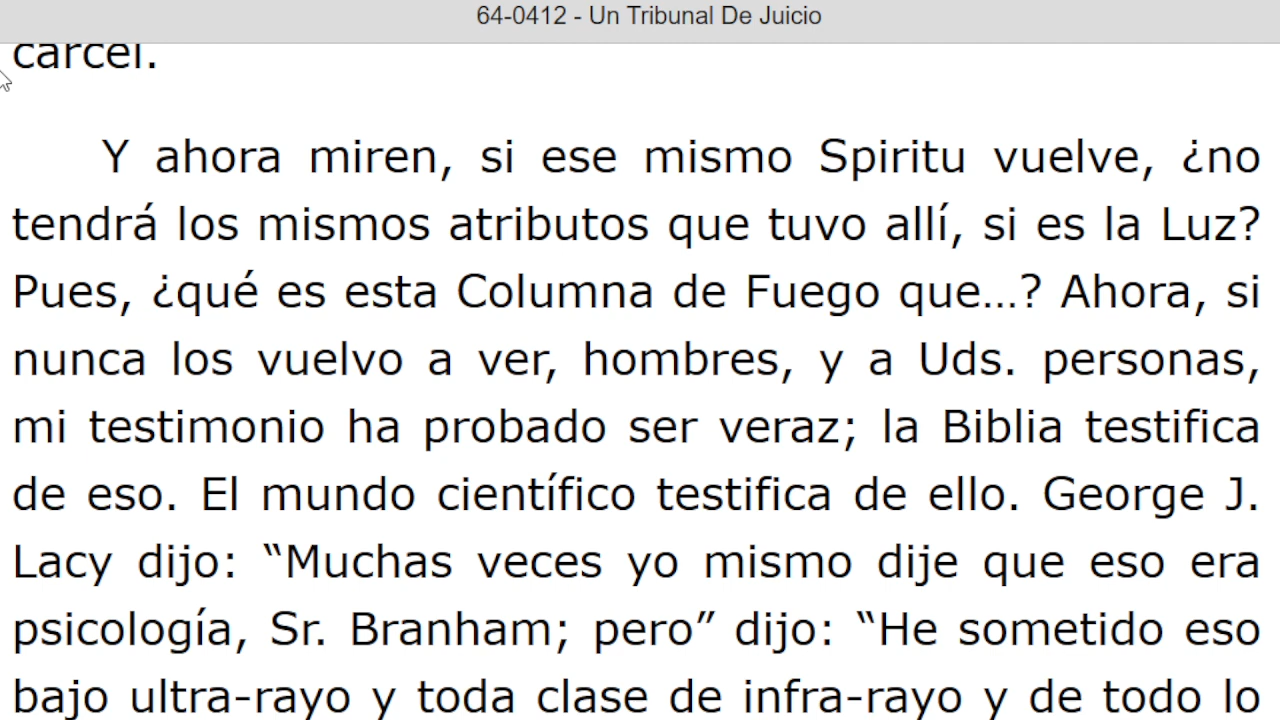 64-0412 - Un Tribunal De Juicio
cárcel.
Y ahora miren, si ese mismo Spiritu vuelve, ¿no
tendrá los mismos atributos que tuvo allí, si es la Luz?
Pues, ¿qué es esta Columna de Fuego que…? Ahora, si
nunca los vuelvo a ver, hombres, y a Uds. personas,
mi testimonio ha probado ser veraz; la Biblia testifica
de eso. El mundo científico testifica de ello. George J.
Lacy dijo: “Muchas veces yo mismo dije que eso era
psicología, Sr. Branham; pero” dijo: “He sometido eso
bajo ultra-rayo y toda clase de infra-rayo y de todo lo